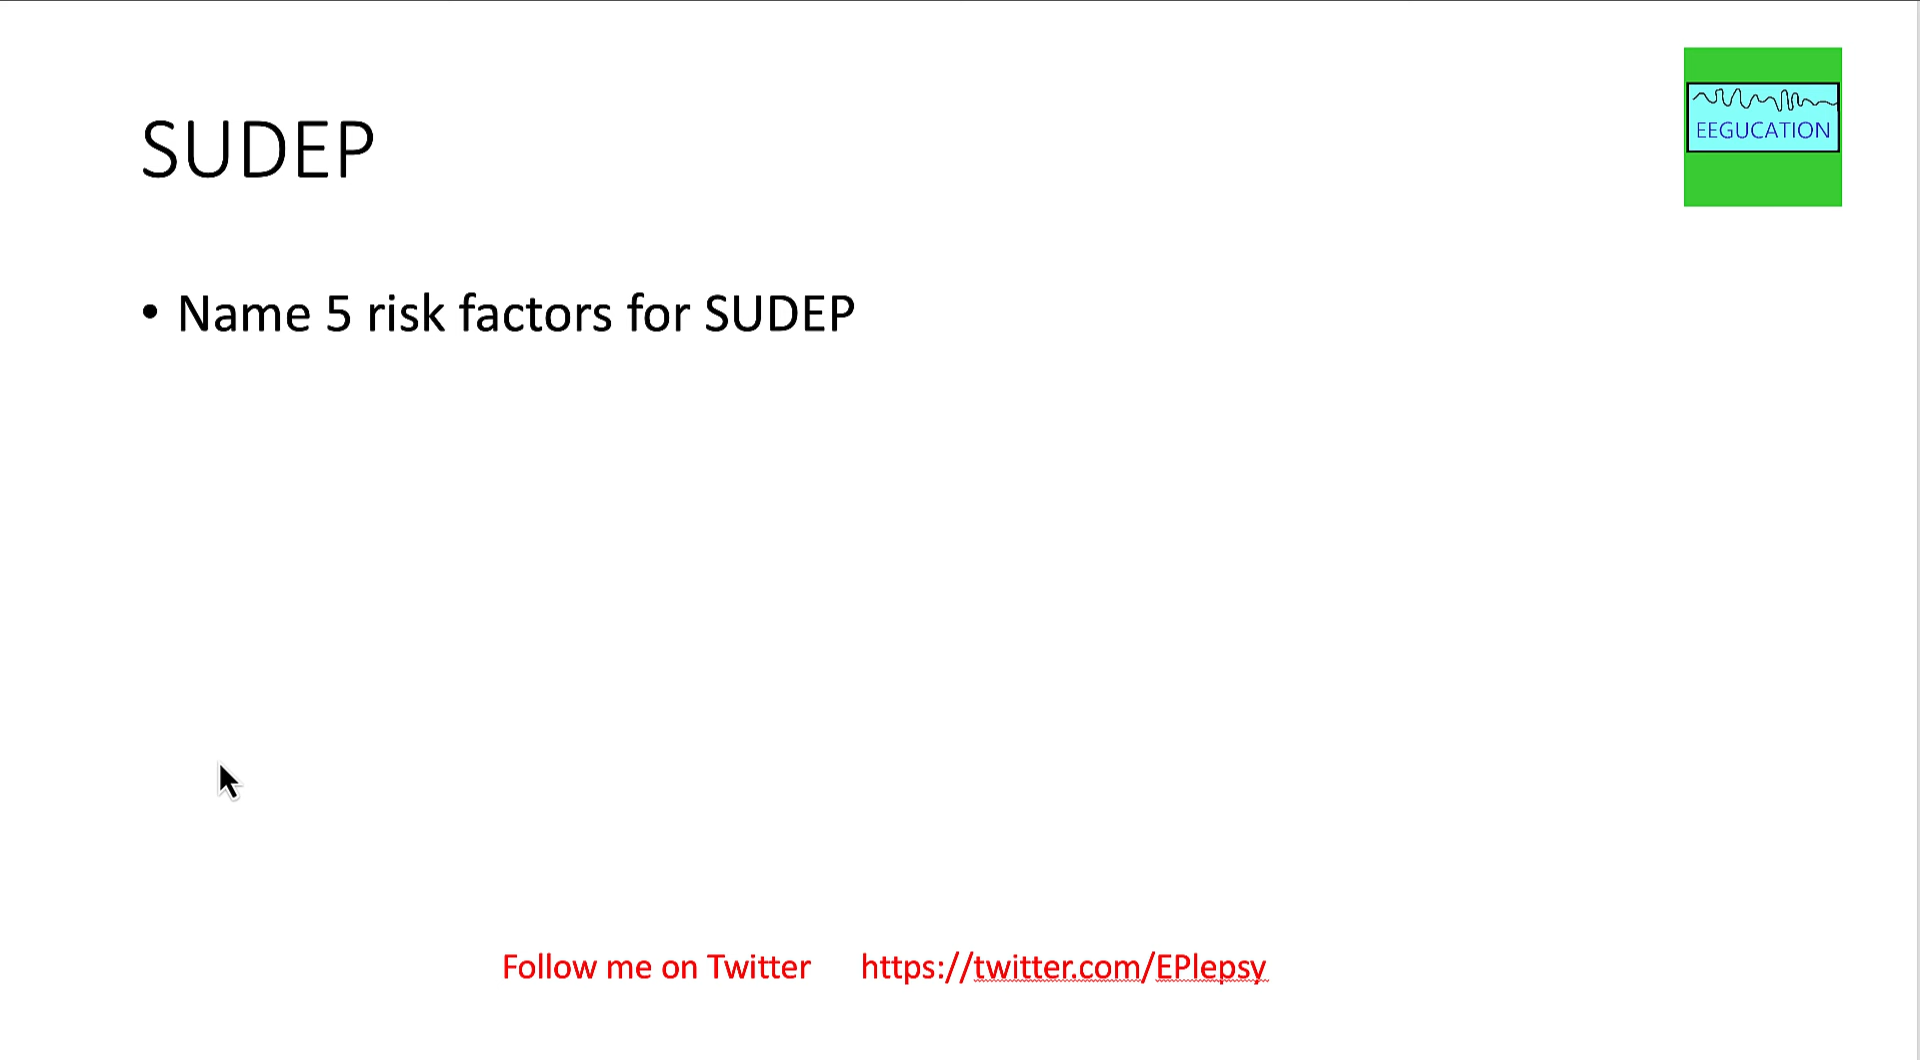 SUDEP
EEGUCATION
• Name 5 risk factors for SUDEP
Follow me on Twitter https://twitter.com/EPlepsy